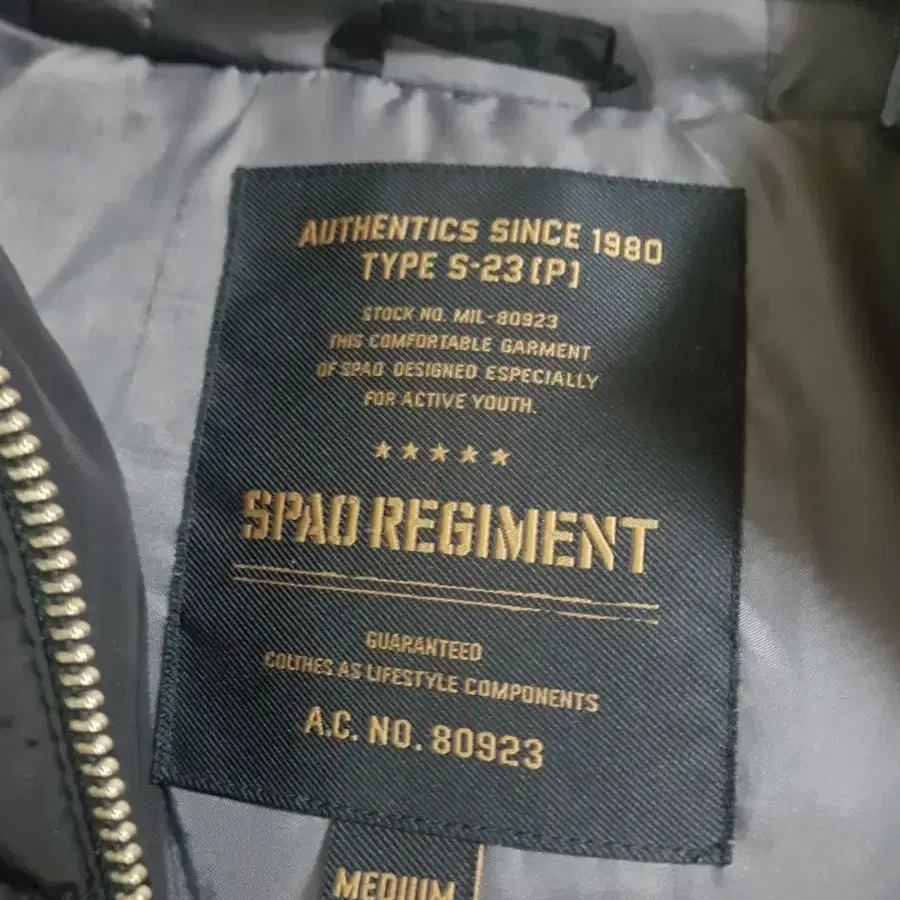 AUTHENTICS SINCE 1980
TYPE S-23 [P]
STOCK NO. MIL-80923
THIS COMFORTABLE GARMENT
OF SPAO DESIGNED ESPECIALLY
FOR ACTIVE YOUTH.
★★★★★
SPAO REGIMENT
GUARANTEED
COLTHES AS LIFESTYLE COMPONENTS
A.C. NO. 80923
MEDIUM